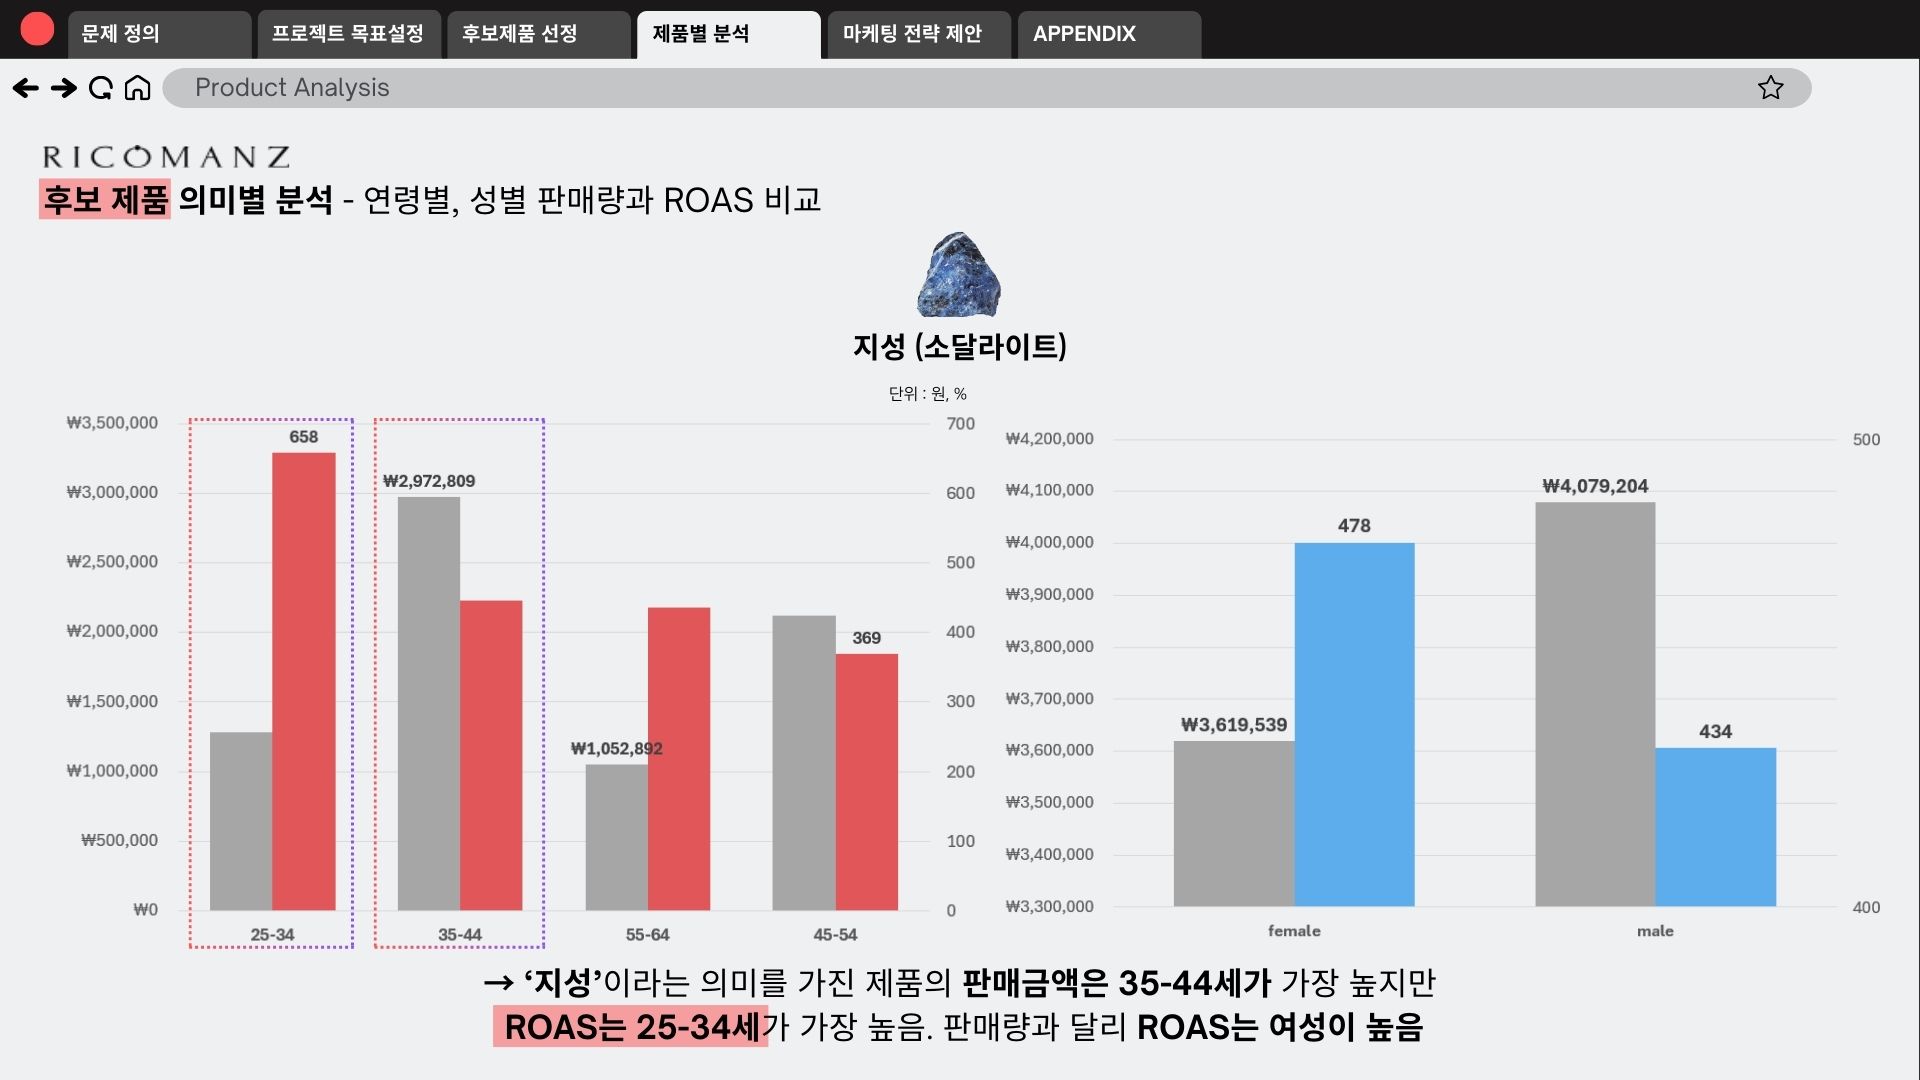 문제 정의
프로젝트 목표설정
후보제품 선정
제품별 분석
마케팅 전략 제안
APPENDIX
Product Analysis
RICOMANZ
후보 제품 의미별 분석 - 연령별, 성별 판매량과 ROAS 비교
지성 (소달라이트)
단위 : 원, %
₩3,500,000
₩3,000,000
₩2,500,000
₩2,000,000
₩1,500,000
₩1,000,000
₩500,000
₩0
658
₩2,972,809
₩1,052,892
369
700
600
500
400
300
200
100
0
25-34
35-44
55-64
45-54
₩4,200,000
₩4,100,000
₩4,000,000
₩3,900,000
₩3,800,000
₩3,700,000
₩3,600,000
₩3,500,000
₩3,400,000
₩3,300,000
₩3,619,539
478
₩4,079,204
434
500
400
female
male
→ ‘지성’이라는 의미를 가진 제품의 판매금액은 35-44세가 가장 높지만
ROAS는 25-34세가 가장 높음. 판매량과 달리 ROAS는 여성이 높음